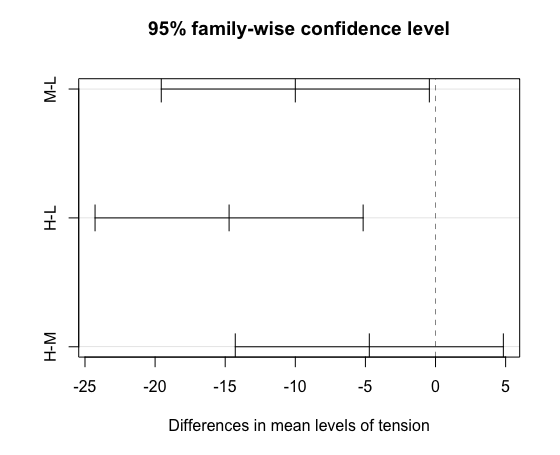 95% family-wise confidence level
M-L
H-L
H-M
-25 -20 -15 -10 -5 0 5
Differences in mean levels of tension